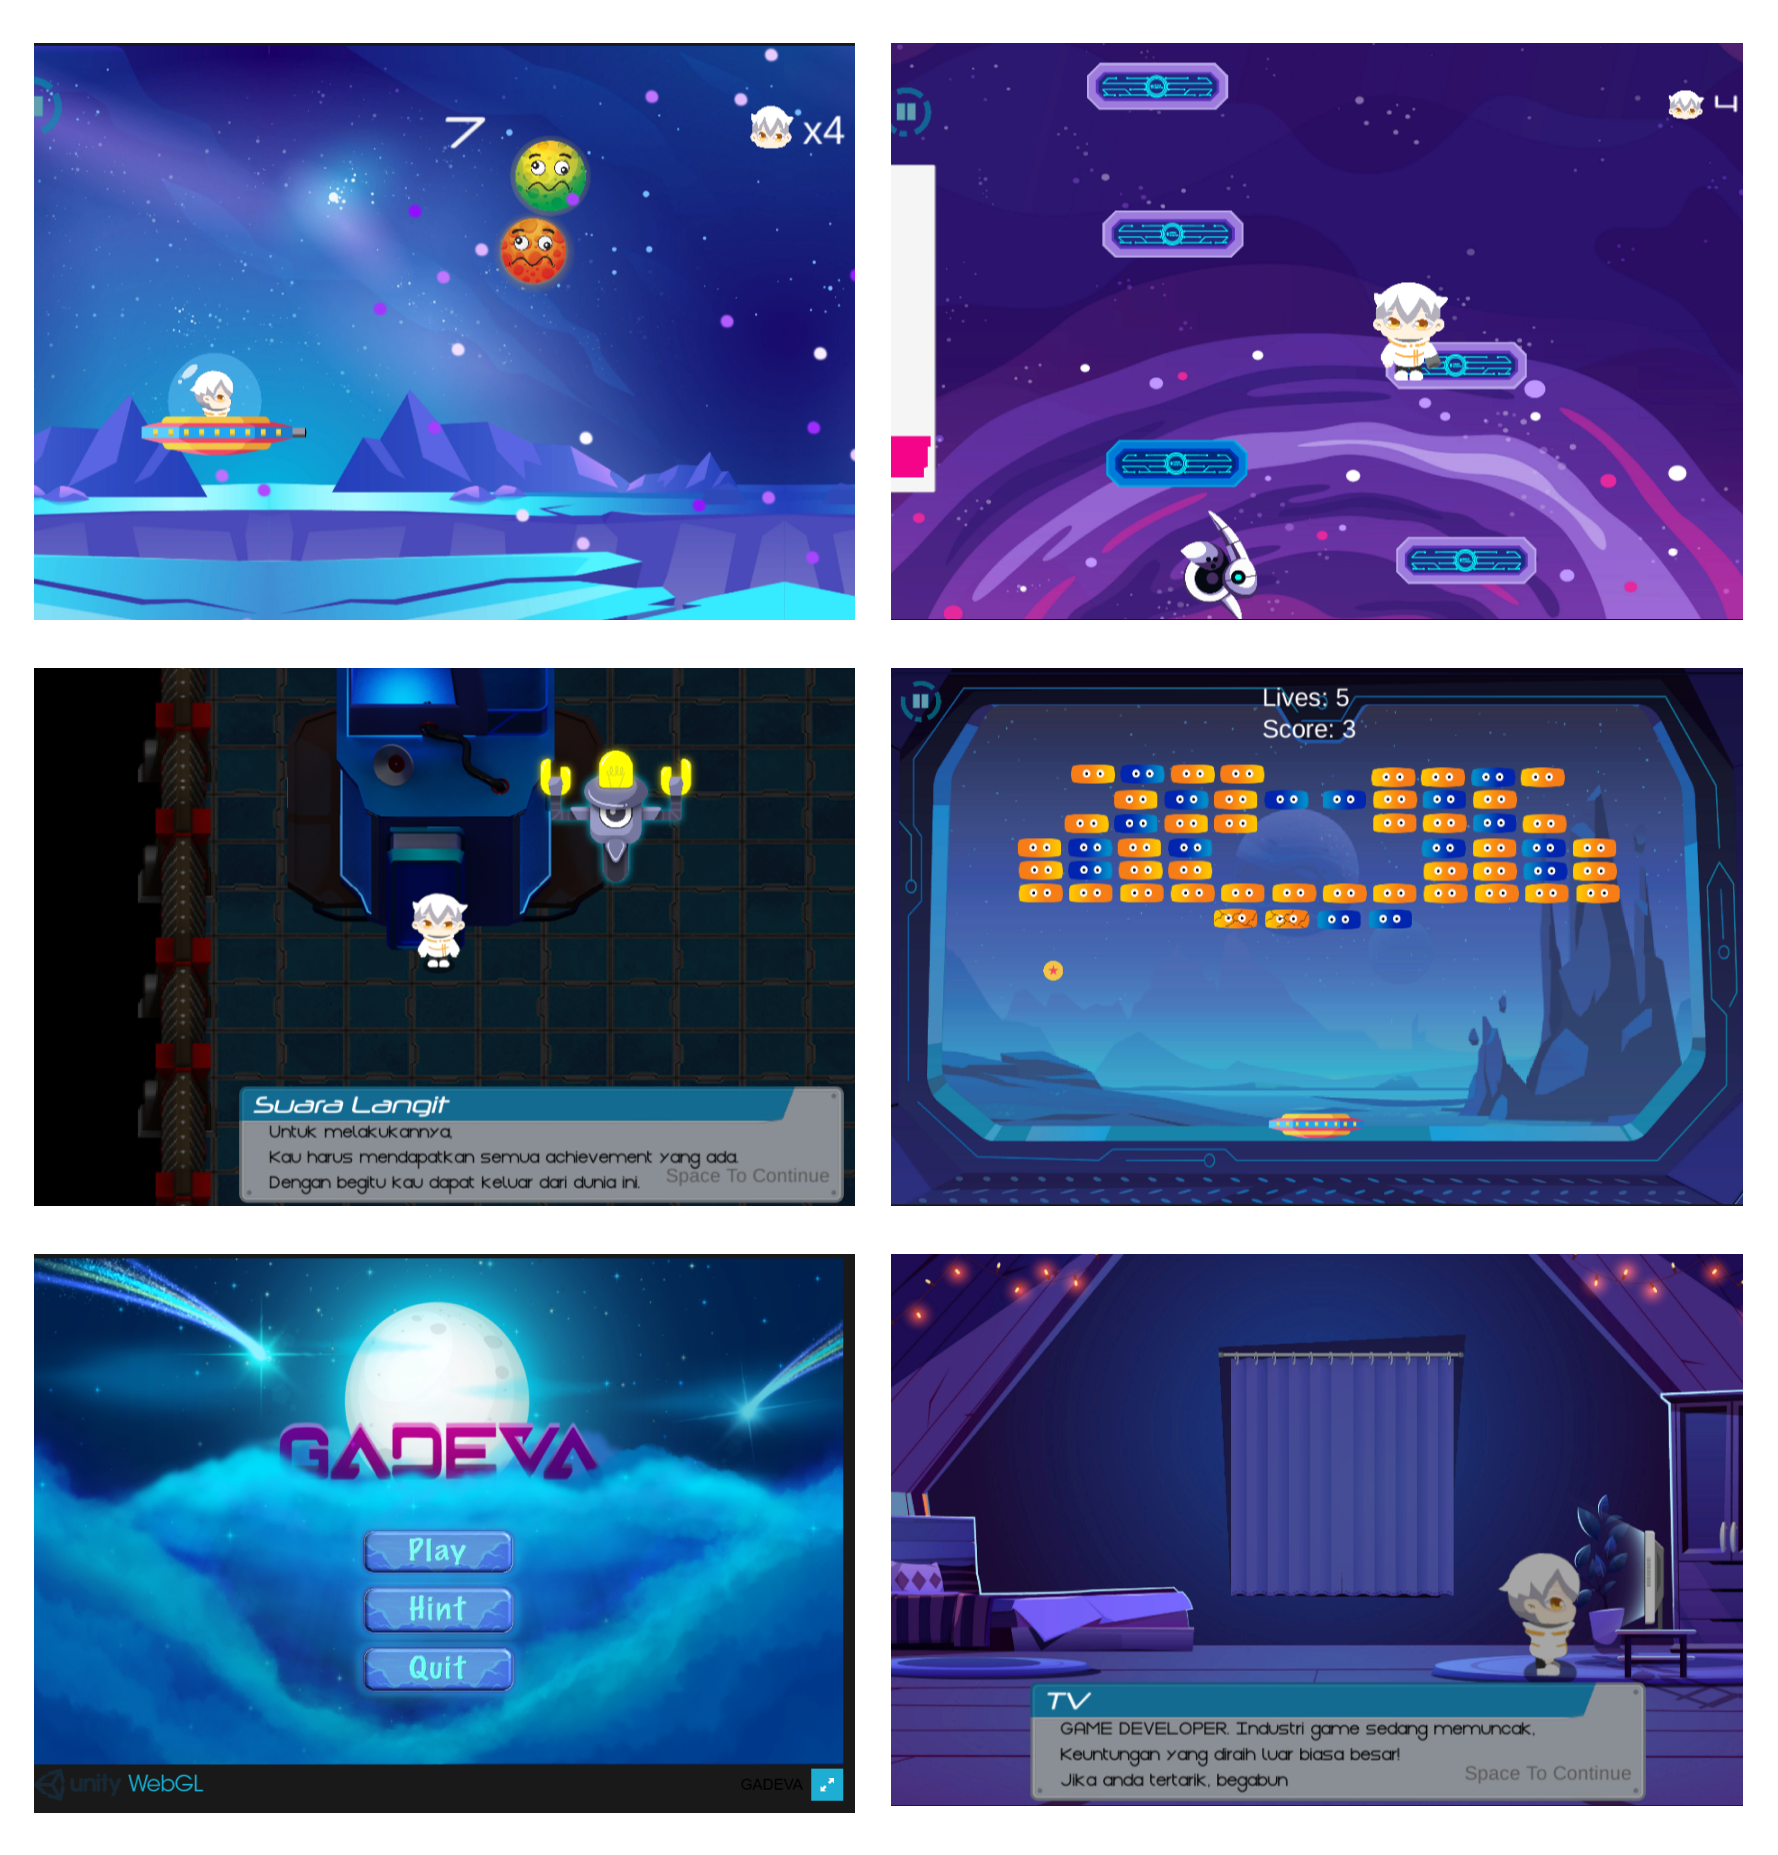 7
x4
4
Suara Langit
Untuk melakukannya,
Kau harus mendapatkan semua achievement yang ada.
Dengan begitu kau dapat keluar dari dunia ini.
Space To Continue
Lives: 5
Score: 3
GADEVA
Play
Hint
Quit
unity WebGL
GADEVA
TV
GAME DEVELOPER. Industri game sedang memuncak,
Keuntungan yang diraih luar biasa besar!
Jika anda tertarik, begabun
Space To Continue